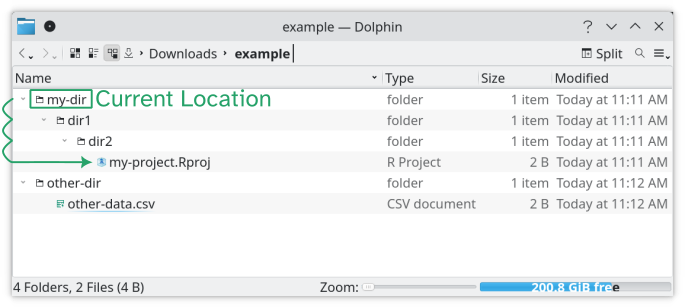 example — Dolphin
Downloads example Split
Name Type Size Modified
my-dir Current Location folder 1 item Today at 11:11 AM
dir1 folder 1 item Today at 11:11 AM
dir2 folder 1 item Today at 11:11 AM
my-project.Rproj R Project 2 B Today at 11:11 AM
other-dir folder 1 item Today at 11:12 AM
other-data.csv CSV document 2 B Today at 11:12 AM
4 Folders, 2 Files (4 B) Zoom: 200.8 GiB free